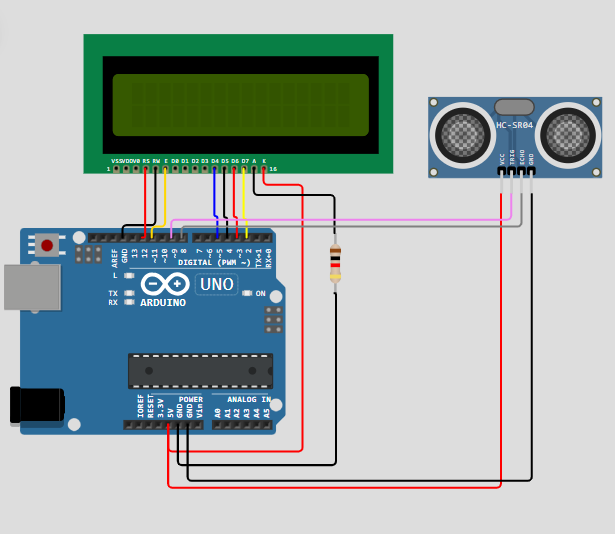 VSS VDD V0 RS RW E D0 D1 D2 D3 D4 D5 D6 D7 A K
1 16
HC-SR04
VCC TRIG ECHO GND
AREF GND 13 12 ~11 ~10 ~9 8 7 ~6 ~5 4 ~3 2 TX→1 RX←0
DIGITAL (PWM ~)
L
TX
RX
UNO
ON
ARDUINO
IOREF RESET 3.3V 5V GND GND Vin
POWER
ANALOG IN
A0 A1 A2 A3 A4 A5